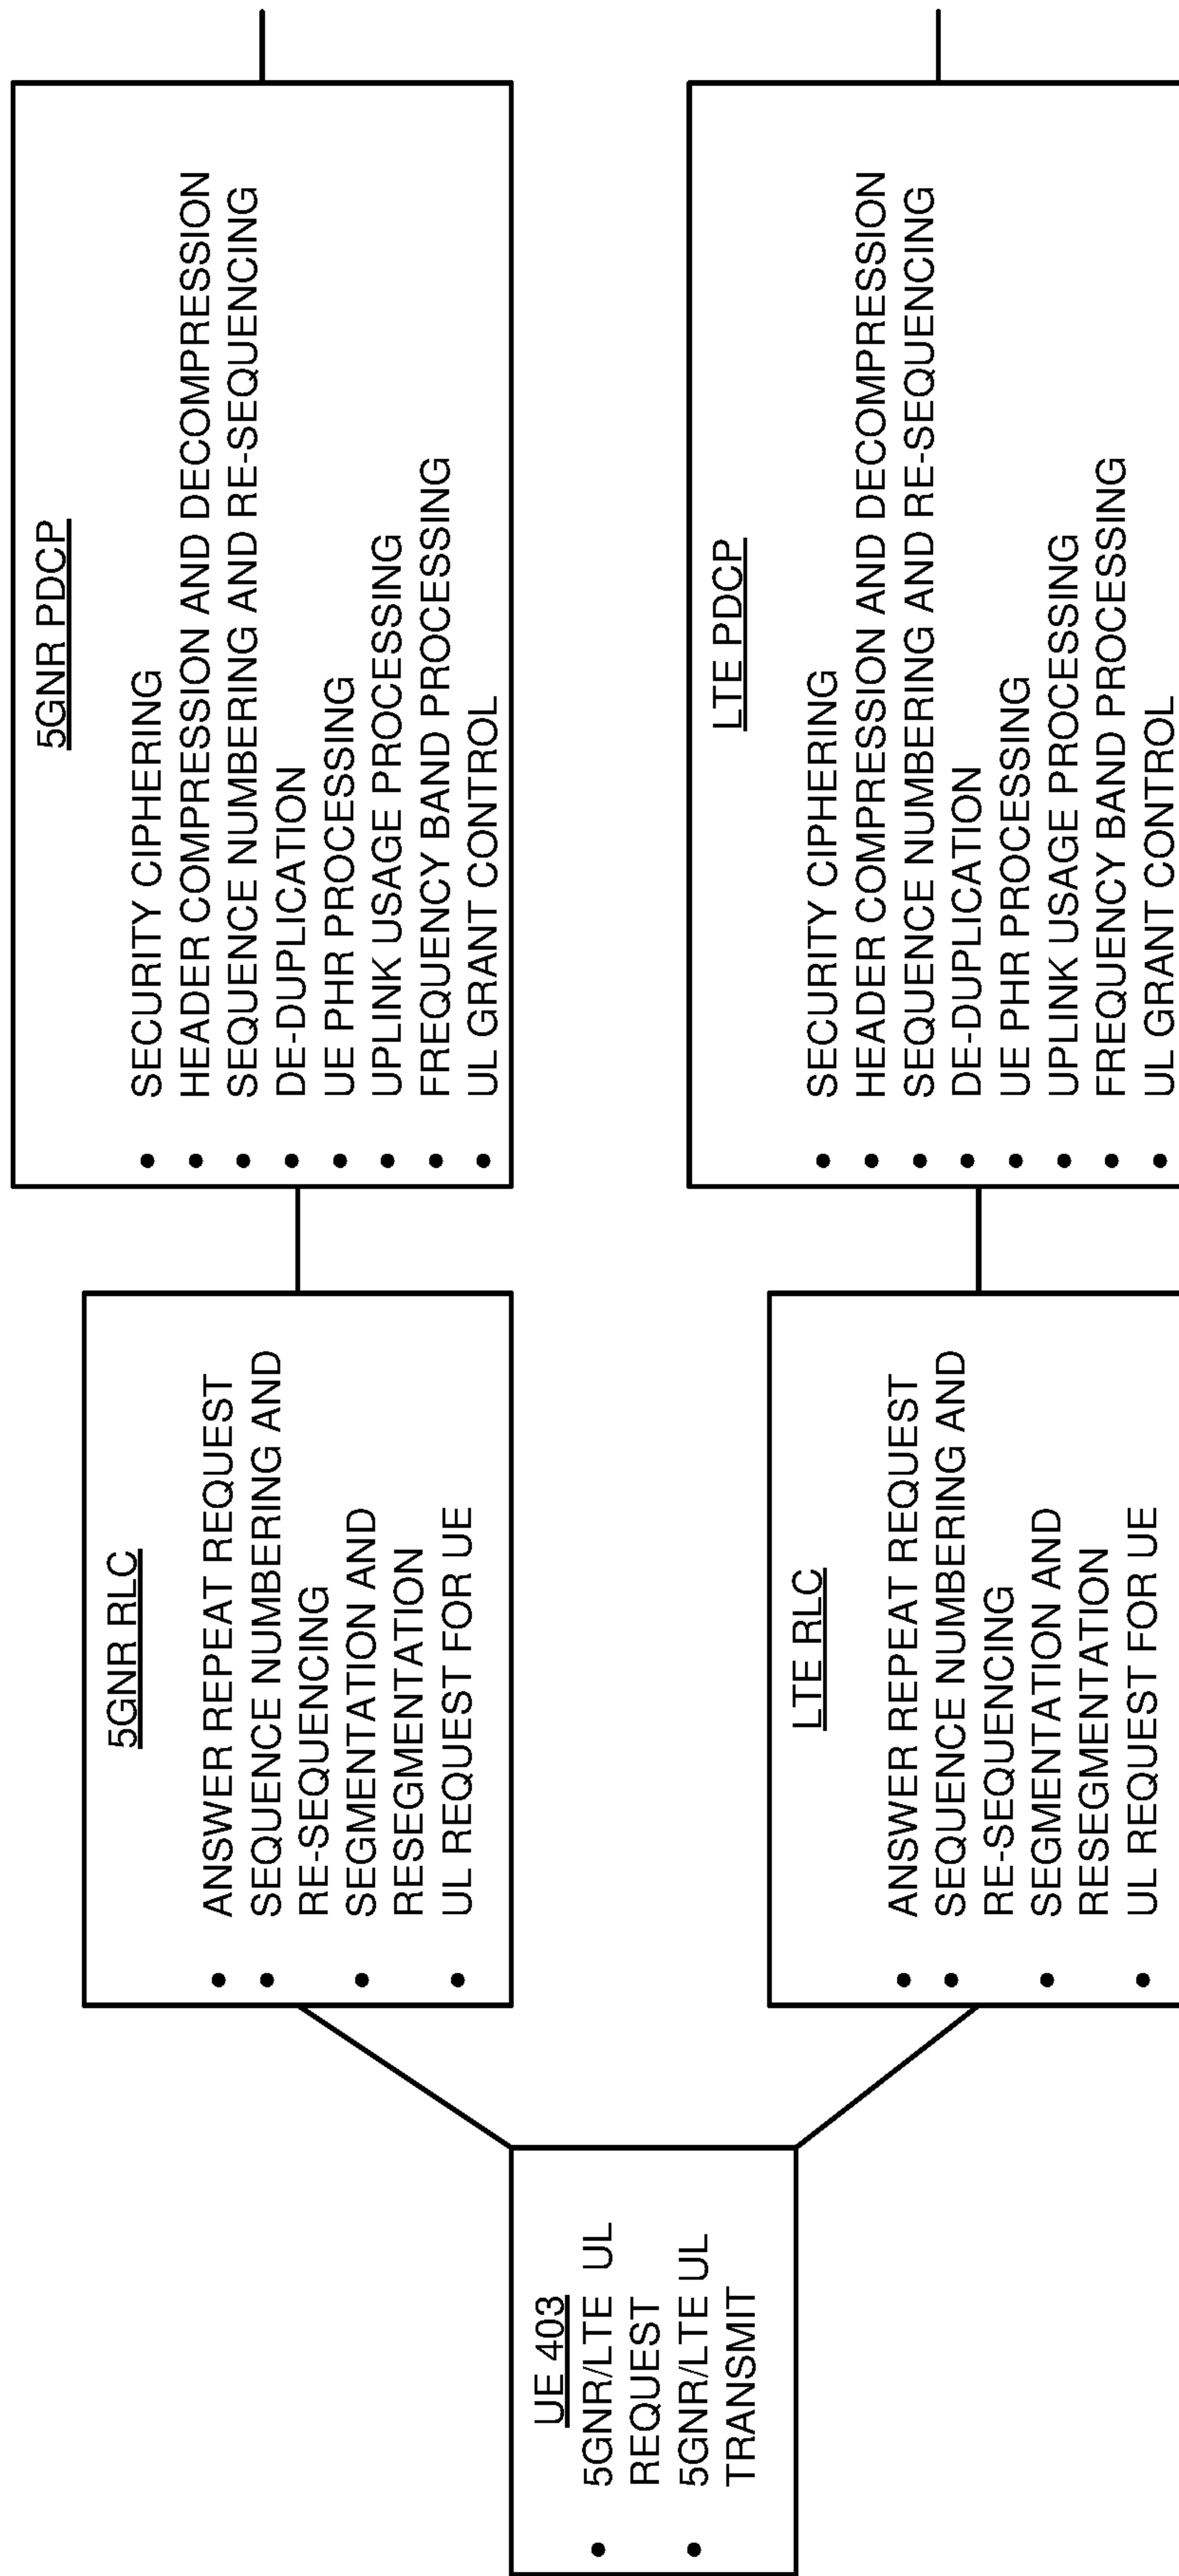 UE 403
• 5GNR/LTE UL
REQUEST
• 5GNR/LTE UL
TRANSMIT
5GNR RLC
• ANSWER REPEAT REQUEST
• SEQUENCE NUMBERING AND
RE-SEQUENCING
• SEGMENTATION AND
RESEGMENTATION
• UL REQUEST FOR UE
5GNR PDCP
• SECURITY CIPHERING
• HEADER COMPRESSION AND DECOMPRESSION
• SEQUENCE NUMBERING AND RE-SEQUENCING
• DE-DUPLICATION
• UE PHR PROCESSING
• UPLINK USAGE PROCESSING
• FREQUENCY BAND PROCESSING
• UL GRANT CONTROL
LTE RLC
• ANSWER REPEAT REQUEST
• SEQUENCE NUMBERING AND
RE-SEQUENCING
• SEGMENTATION AND
RESEGMENTATION
• UL REQUEST FOR UE
LTE PDCP
• SECURITY CIPHERING
• HEADER COMPRESSION AND DECOMPRESSION
• SEQUENCE NUMBERING AND RE-SEQUENCING
• DE-DUPLICATION
• UE PHR PROCESSING
• UPLINK USAGE PROCESSING
• FREQUENCY BAND PROCESSING
• UL GRANT CONTROL